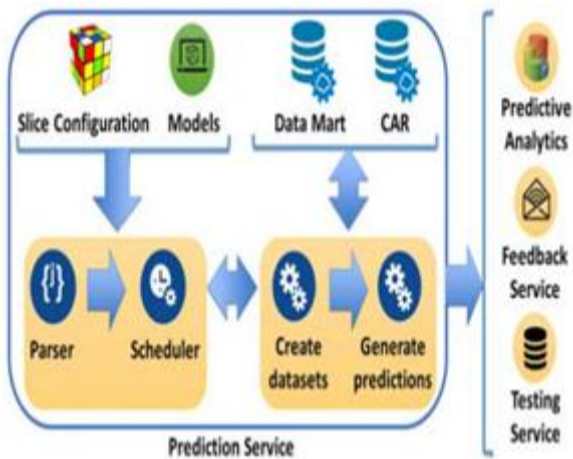 Slice Configuration
Models
Data Mart
CAR
Parser
Scheduler
Create
datasets
Generate
predictions
Prediction Service
Predictive
Analytics
Feedback
Service
Testing
Service